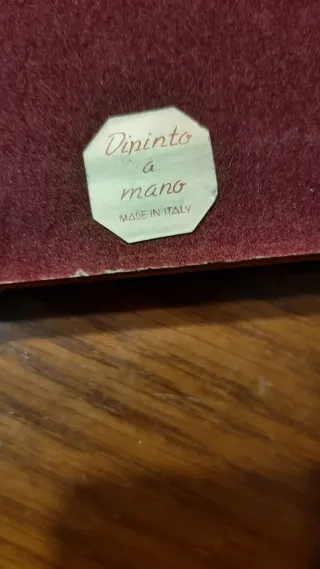 Dipinto
á
mano
MADE IN ITALY